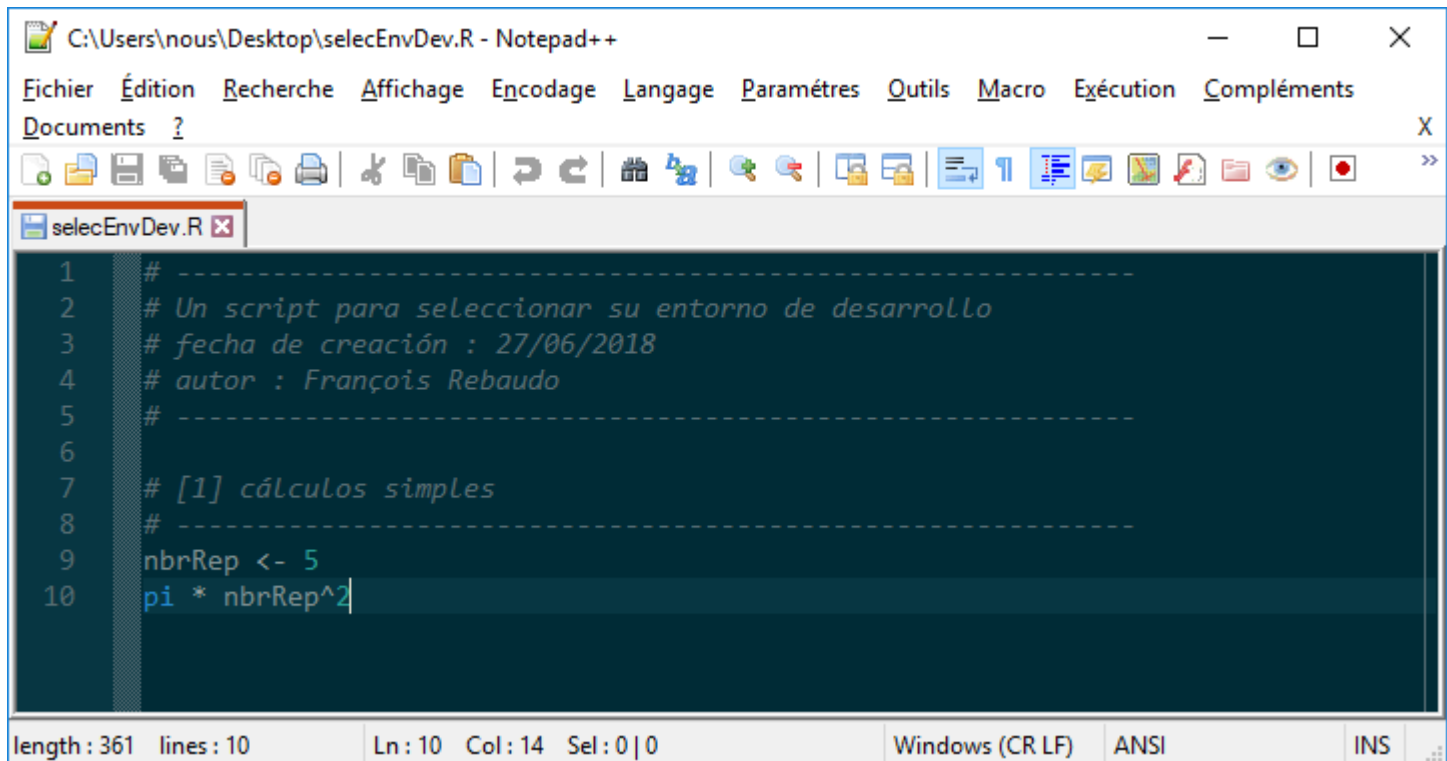 C:\Users\nous\Desktop\selecEnvDev.R - Notepad++
Fichier Édition Recherche Affichage Encodage Langage Paramétres Outils Macro Exécution Compléments
Documents ? X
selecEnvDev.R
1 # ------------------------------------------------------------
2 # Un script para seleccionar su entorno de desarrollo
3 # fecha de creación : 27/06/2018
4 # autor : François Rebaudo
5 # ------------------------------------------------------------
6
7 # [1] cálculos simples
8 # ------------------------------------------------------------
9 nbrRep <- 5
10 pi * nbrRep^2
length : 361 lines : 10 Ln : 10 Col : 14 Sel : 0 | 0 Windows (CR LF) ANSI INS